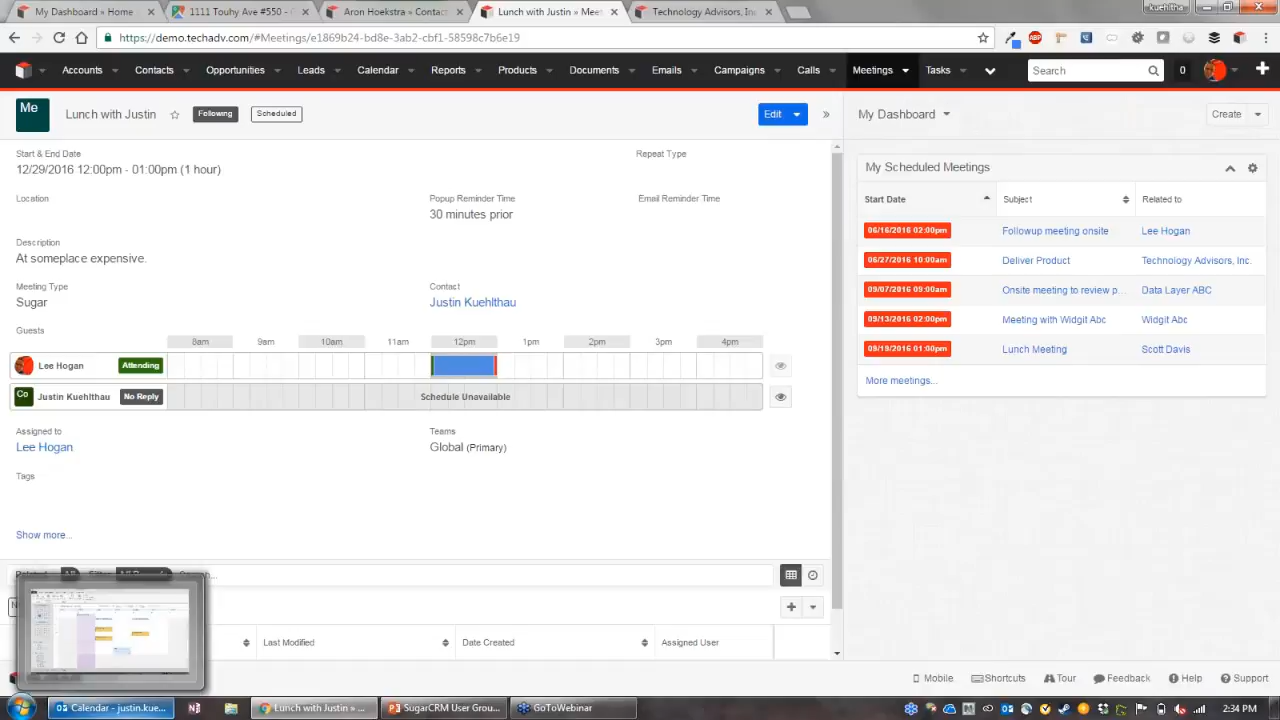 kuehltha
My Dashboard » Home
1111 Touhy Ave #550 - G
Aron Hoekstra » Contac
Lunch with Justin » Mee
Technology Advisors, Inc.
https://demo.techadv.com/#Meetings/e1869b24-bd8e-3ab2-cbf1-58598c7b6e19
ABP
Accounts Contacts Opportunities Leads Calendar Reports Products Documents Emails Campaigns Calls Meetings Tasks Search 0
Me Lunch with Justin Following Scheduled Edit » My Dashboard Create
Start & End Date Repeat Type
12/29/2016 12:00pm - 01:00pm (1 hour)
Location Popup Reminder Time Email Reminder Time
30 minutes prior
Description
At someplace expensive.
Meeting Type Contact
Sugar Justin Kuehlthau
Guests
8am 9am 10am 11am 12pm 1pm 2pm 3pm 4pm
Lee Hogan Attending
Co Justin Kuehlthau No Reply Schedule Unavailable
Assigned to Teams
Lee Hogan Global (Primary)
Tags
Show more...
Last Modified Date Created Assigned User
My Scheduled Meetings
Start Date Subject Related to
06/16/2016 02:00pm Followup meeting onsite Lee Hogan
06/27/2016 10:00am Deliver Product Technology Advisors, Inc.
09/07/2016 09:00am Onsite meeting to review p... Data Layer ABC
09/13/2016 02:00pm Meeting with Widgit Abc Widgit Abc
09/19/2016 01:00pm Lunch Meeting Scott Davis
More meetings...
Mobile Shortcuts Tour Feedback Help Support
Calendar - justin.kue... Lunch with Justin » ... SugarCRM User Grou... GoToWebinar 2:34 PM